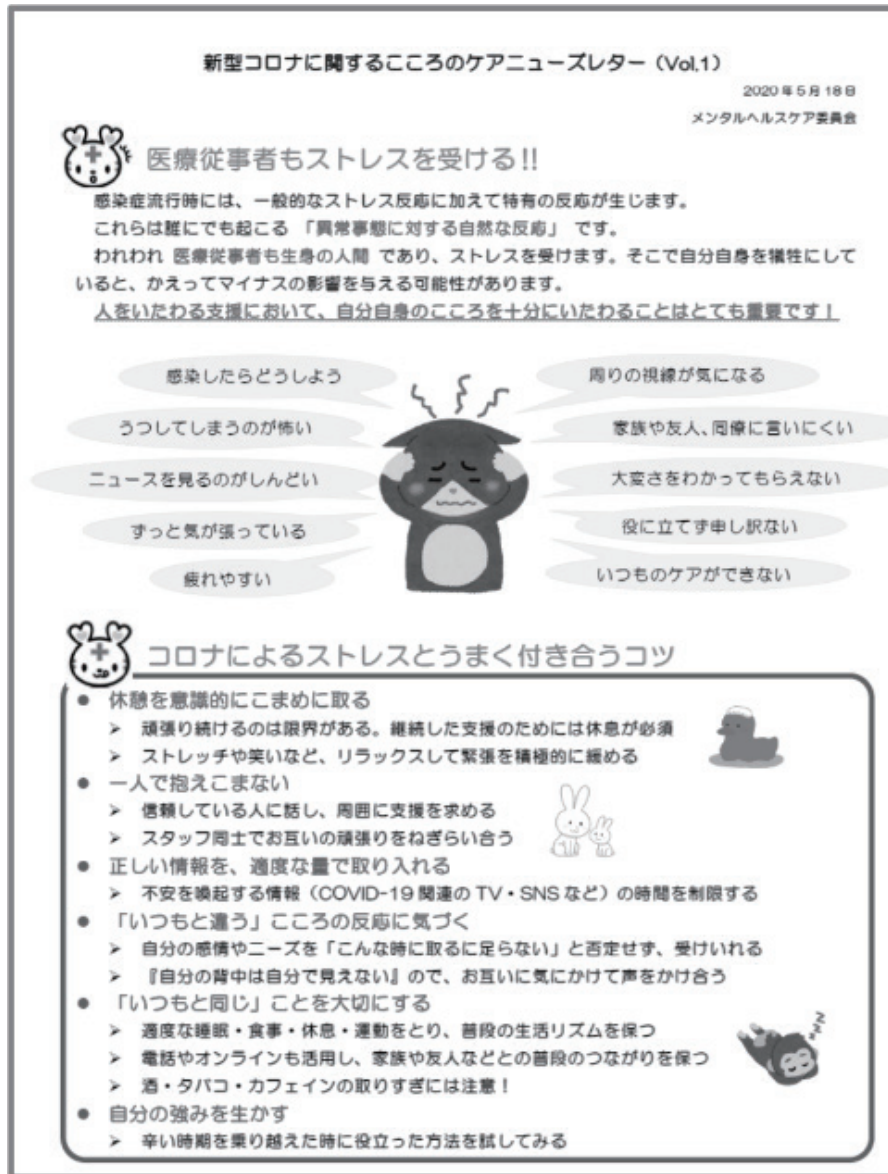 新型コロナに関するこころのケアニューズレター（Vol.1）
2020年5月18日
メンタルヘルスケア委員会
医療従事者もストレスを受ける!!
感染症流行時には、一般的なストレス反応に加えて特有の反応が生じます。
これらは誰にでも起こる 「異常事態に対する自然な反応」 です。
われわれ 医療従事者も生身の人間 であり、ストレスを受けます。そこで自分自身を犠牲にして
いると、かえってマイナスの影響を与える可能性があります。
人をいたわる支援において、自分自身のこころを十分にいたわることはとても重要です！
感染したらどうしよう
うつしてしまうのが怖い
ニュースを見るのがしんどい
ずっと気が張っている
疲れやすい
周りの視線が気になる
家族や友人、同僚に言いにくい
大変さをわかってもらえない
役に立てず申し訳ない
いつものケアができない
コロナによるストレスとうまく付き合うコツ
● 休憩を意識的にこまめに取る
➢ 頑張り続けるのは限界がある。継続した支援のためには休息が必須
➢ ストレッチや笑いなど、リラックスして緊張を積極的に緩める
● 一人で抱えこまない
➢ 信頼している人に話し、周囲に支援を求める
➢ スタッフ同士でお互いの頑張りをねぎらい合う
● 正しい情報を、適度な量で取り入れる
➢ 不安を喚起する情報（COVID-19関連のTV・SNSなど）の時間を制限する
● 「いつもと違う」こころの反応に気づく
➢ 自分の感情やニーズを「こんな時に取るに足らない」と否定せず、受けいれる
➢ 『自分の背中は自分で見えない』ので、お互いに気にかけて声をかけ合う
● 「いつもと同じ」ことを大切にする
➢ 適度な睡眠・食事・休息・運動をとり、普段の生活リズムを保つ
➢ 電話やオンラインも活用し、家族や友人などとの普段のつながりを保つ
➢ 酒・タバコ・カフェインの取りすぎには注意！
● 自分の強みを生かす
➢ 辛い時期を乗り越えた時に役立った方法を試してみる
ZZZ